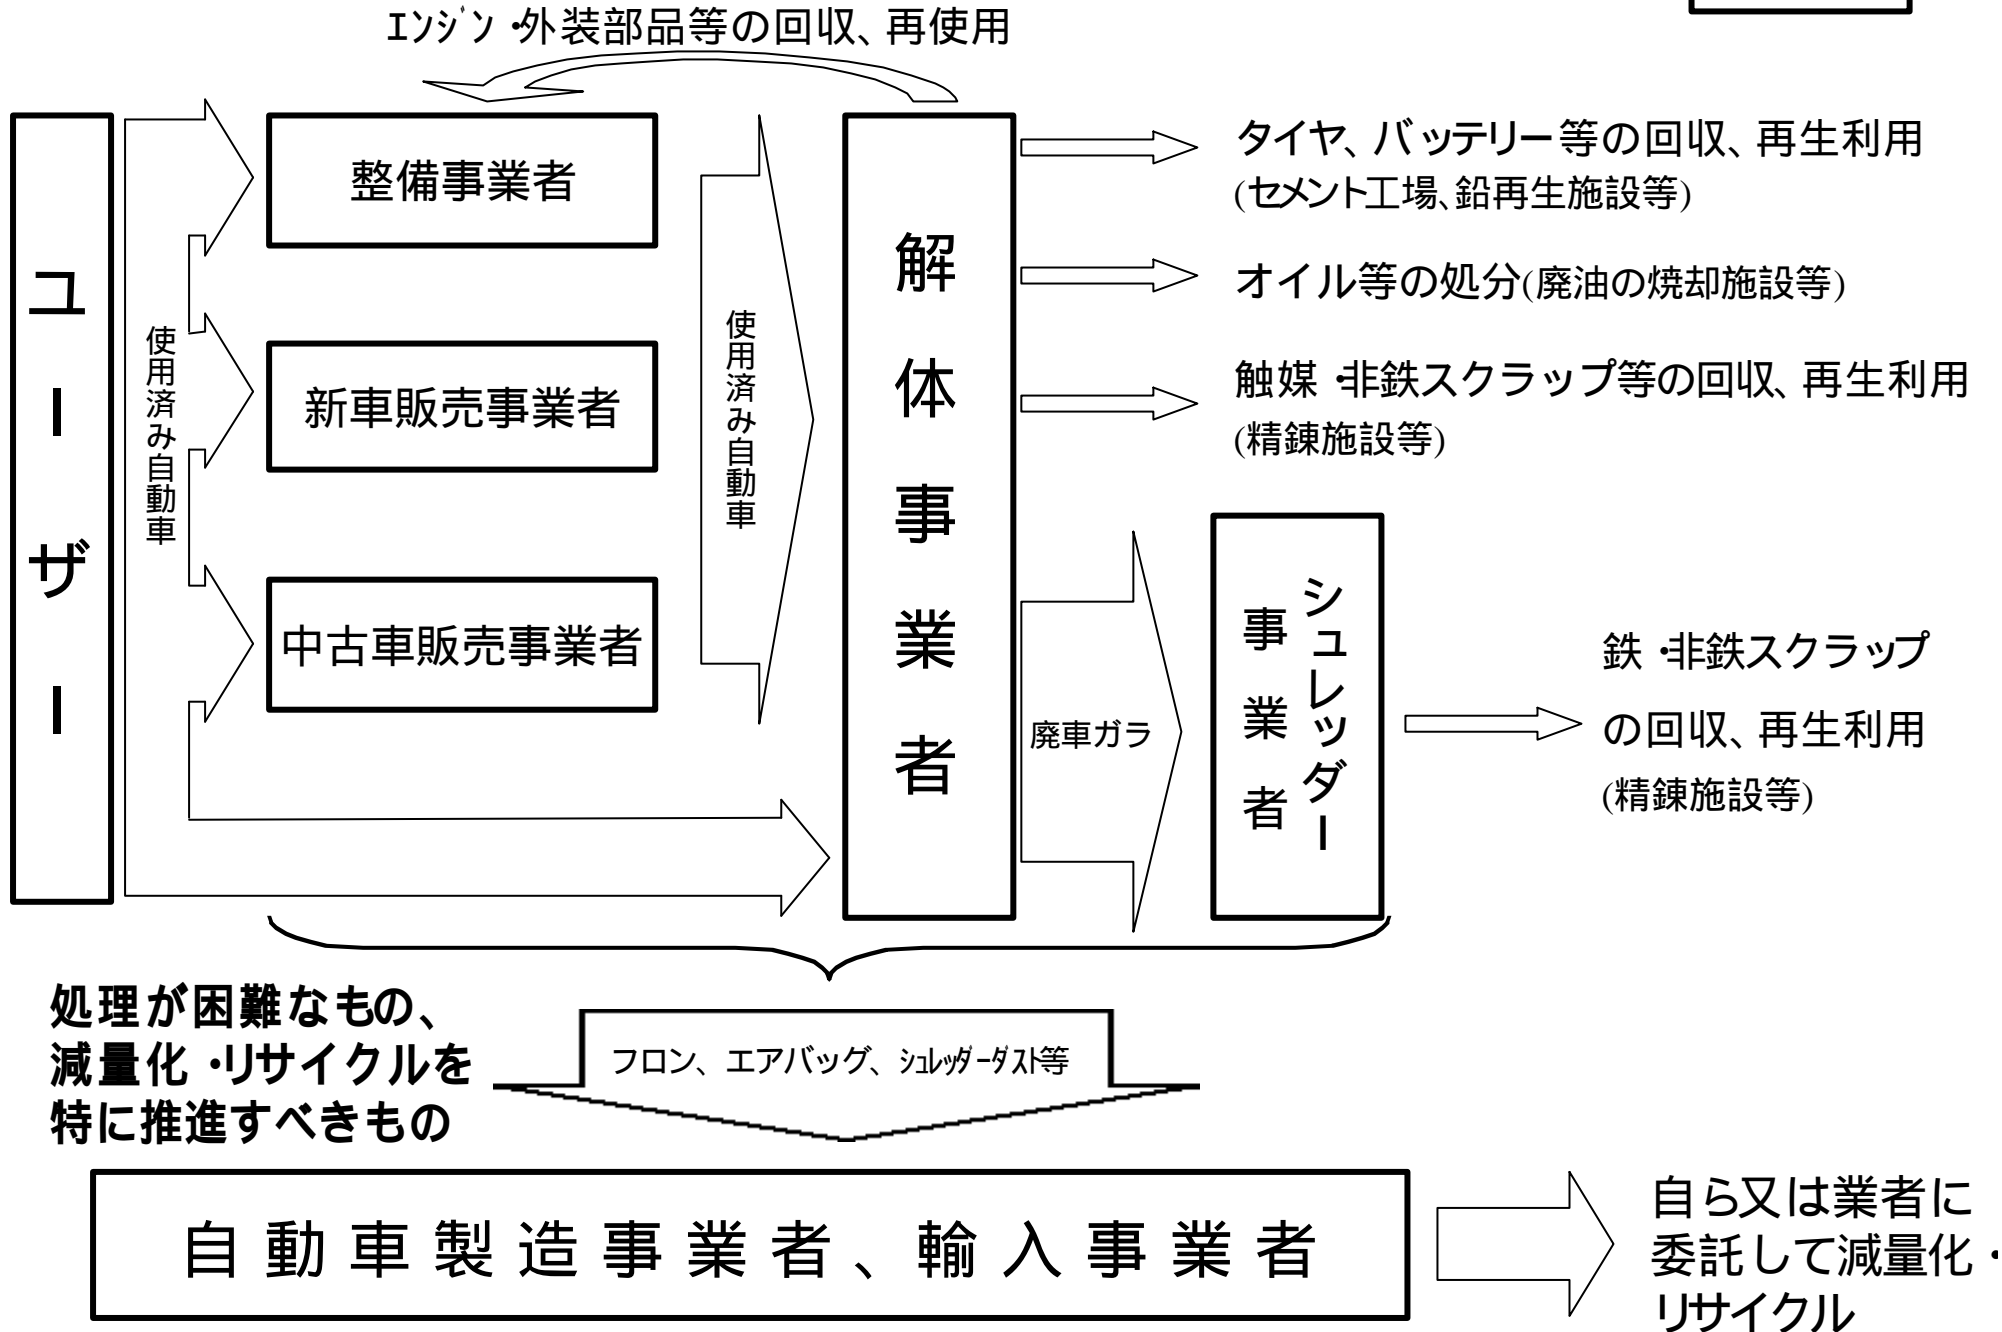 エンジン・外装部品等の回収、再使用
ユーザー
使用済み自動車
整備事業者
新車販売事業者
中古車販売事業者
使用済み自動車
解体事業者
タイヤ、バッテリー等の回収、再生利用
(セメント工場、鉛再生施設等)
オイル等の処分(廃油の焼却施設等)
触媒・非鉄スクラップ等の回収、再生利用
(精錬施設等)
廃車ガラ
シュレッダー
事業者
鉄・非鉄スクラップ
の回収、再生利用
(精錬施設等)
処理が困難なもの、
減量化・リサイクルを
特に推進すべきもの
フロン、エアバッグ、シュレッダーダスト等
自動車製造事業者、輸入事業者
自ら又は業者に
委託して減量化・
リサイクル